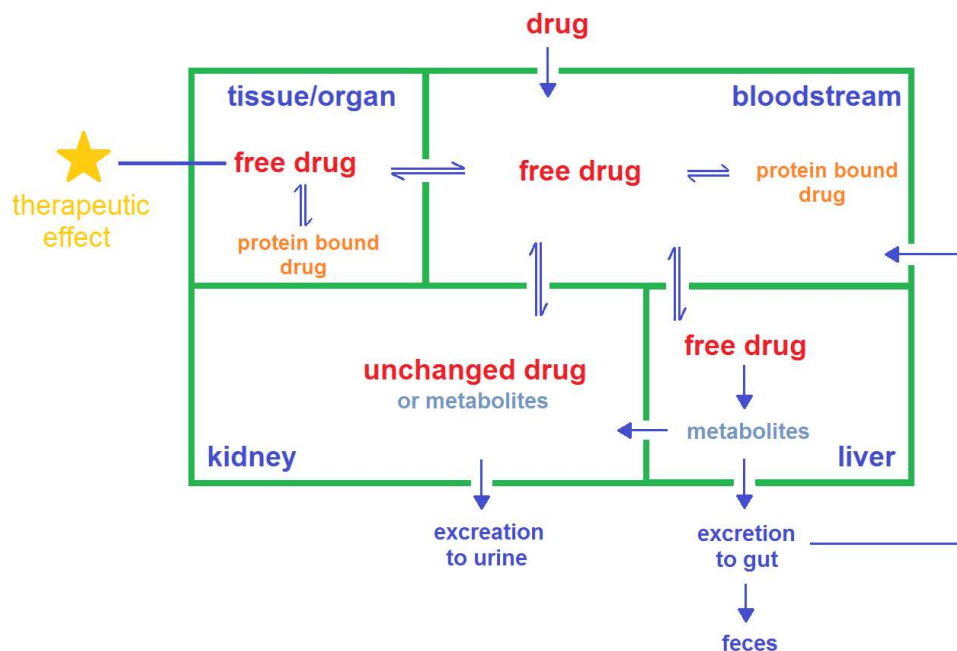 drug
tissue/organ
bloodstream
free drug
free drug
protein bound
drug
therapeutic
effect
protein bound
drug
free drug
unchanged drug
or metabolites
metabolites
kidney
liver
excreation
to urine
excretion
to gut
feces